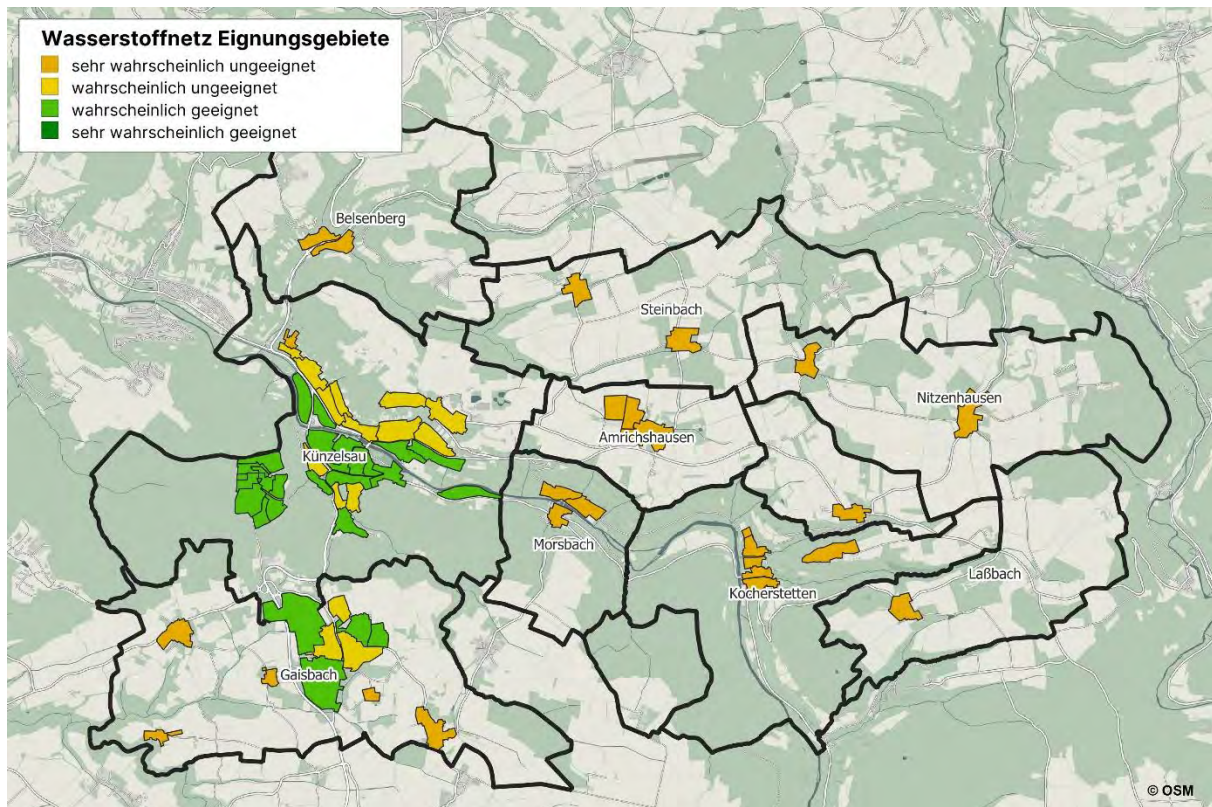 Wasserstoffnetz Eignungsgebiete
sehr wahrscheinlich ungeeignet
wahrscheinlich ungeeignet
wahrscheinlich geeignet
sehr wahrscheinlich geeignet
Belsenberg
Steinbach
Nitzenhausen
Amrichshausen
Künzelsau
Morsbach
Laßbach
Kocherstetten
Gaisbach
© OSM